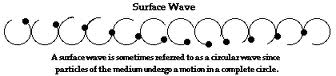 Surface Wave
A surface wave is sometimes referred to as a circular wave since
particles of the medium undergo a motion in a complete circle.